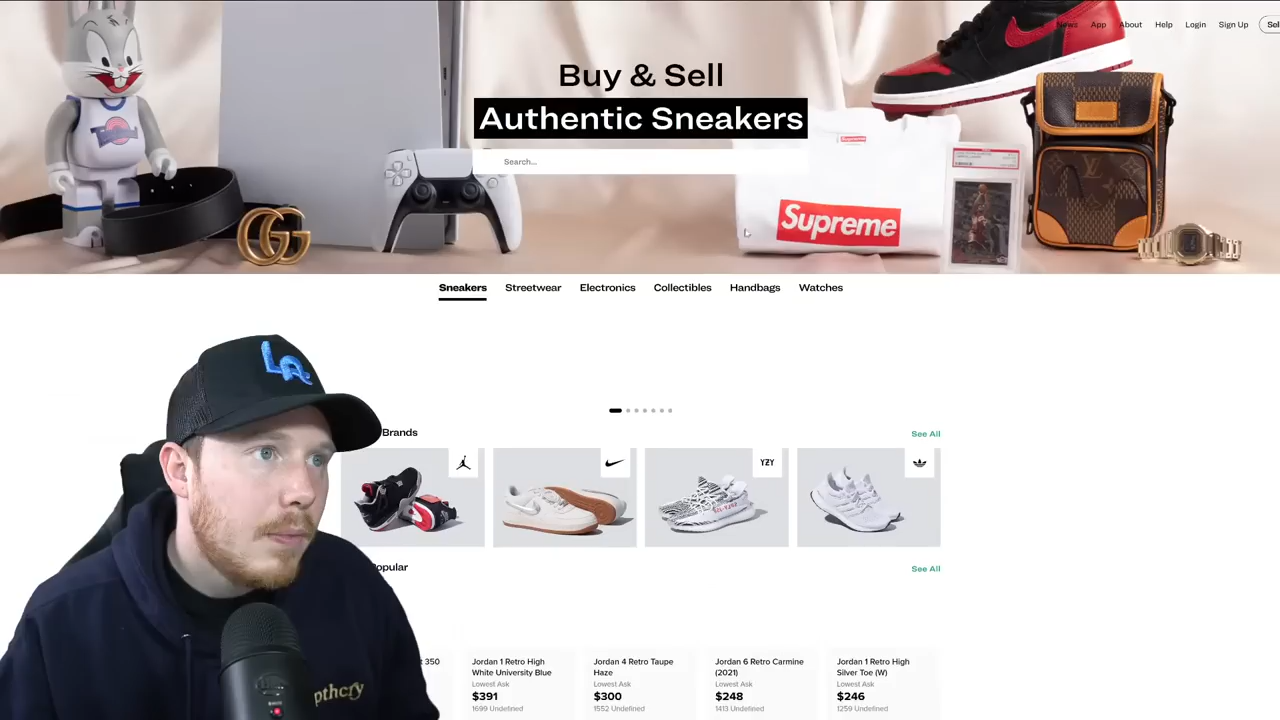 News App About Help Login Sign Up Sel
Buy & Sell
Authentic Sneakers
Search...
Supreme
Supreme
Sneakers Streetwear Electronics Collectibles Handbags Watches
LA
Brands
See All
YZY
opular
See All
350
Jordan 1 Retro High
White University Blue
Lowest Ask
$391
1699 Undefined
Jordan 4 Retro Taupe
Haze
Lowest Ask
$300
1552 Undefined
Jordan 6 Retro Carmine
(2021)
Lowest Ask
$248
1413 Undefined
Jordan 1 Retro High
Silver Toe (W)
Lowest Ask
$246
1259 Undefined